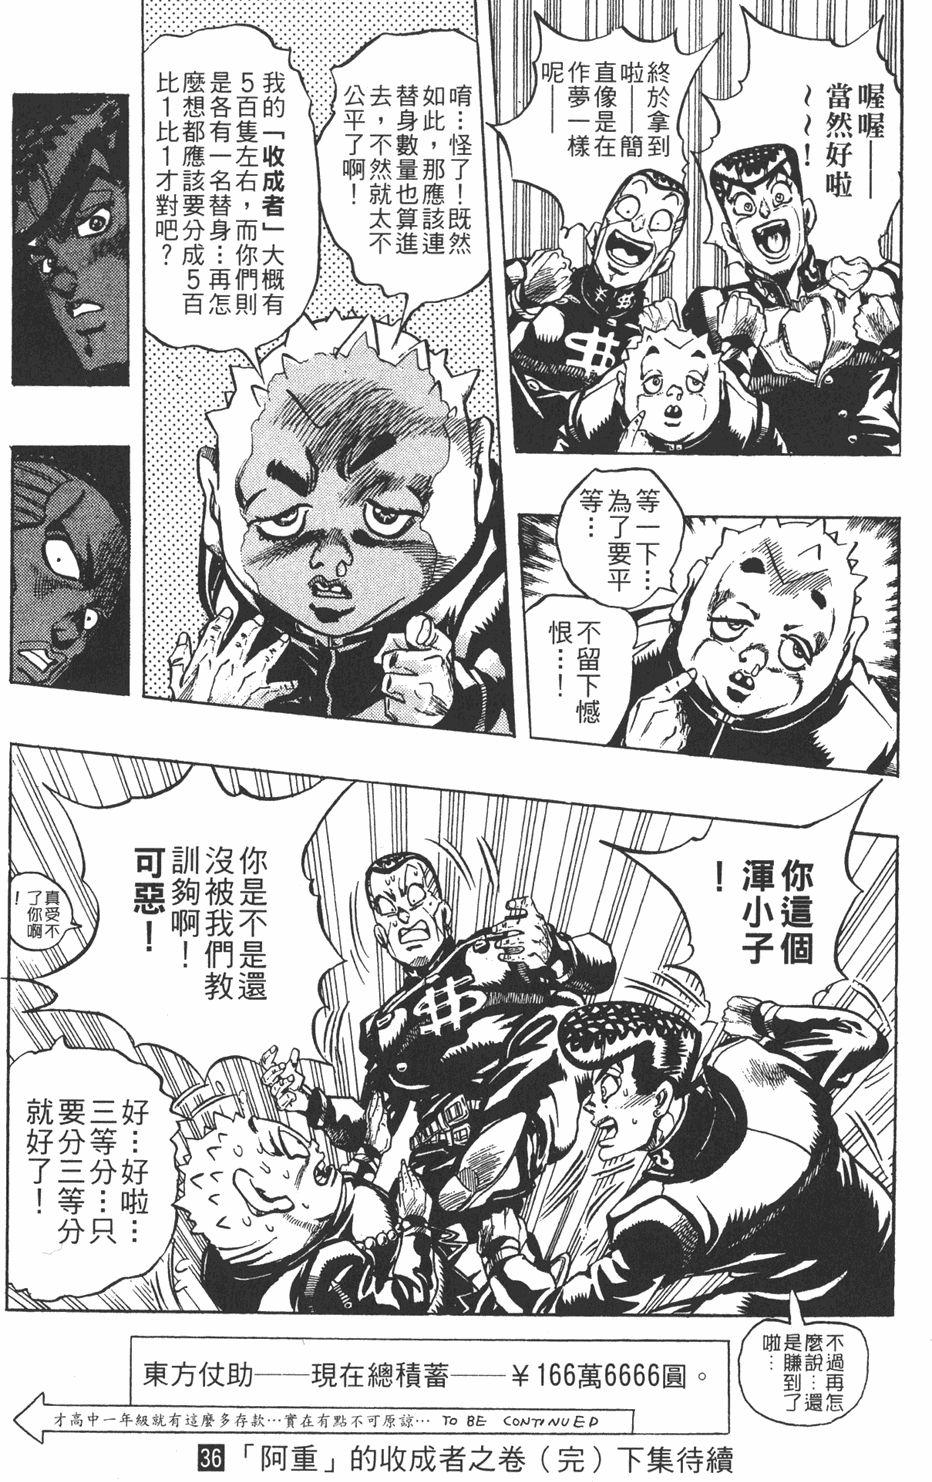 喔喔——
當然好啦
～～！
終於拿到
啦——簡
直像是在
作夢一樣
呢——
唷…怪了！既然
如此，那應該連
替身數量也算進
去，不然就太不
公平了啊！
我的「收成者」大概有
5百隻左右，而你們則
是各有一名替身…再怎
麼想都應該要分成5百
比1比1才對吧？
等一下…
為了要平
等…
不留下憾
恨…！
你這個
渾小子
！
你是不是還
沒被我們教
訓夠啊！
可惡！
真受不
了你啊
！
好…好啦…
三等分…只
要分三等分
就好了！
不過再怎
麼說…還
是賺到了
啦…
東方仗助——現在總積蓄——￥166萬6666圓。
才高中一年級就有這麼多存款…實在有點不可原諒… TO BE CONTINUED
36「阿重」的收成者之卷（完）下集待續